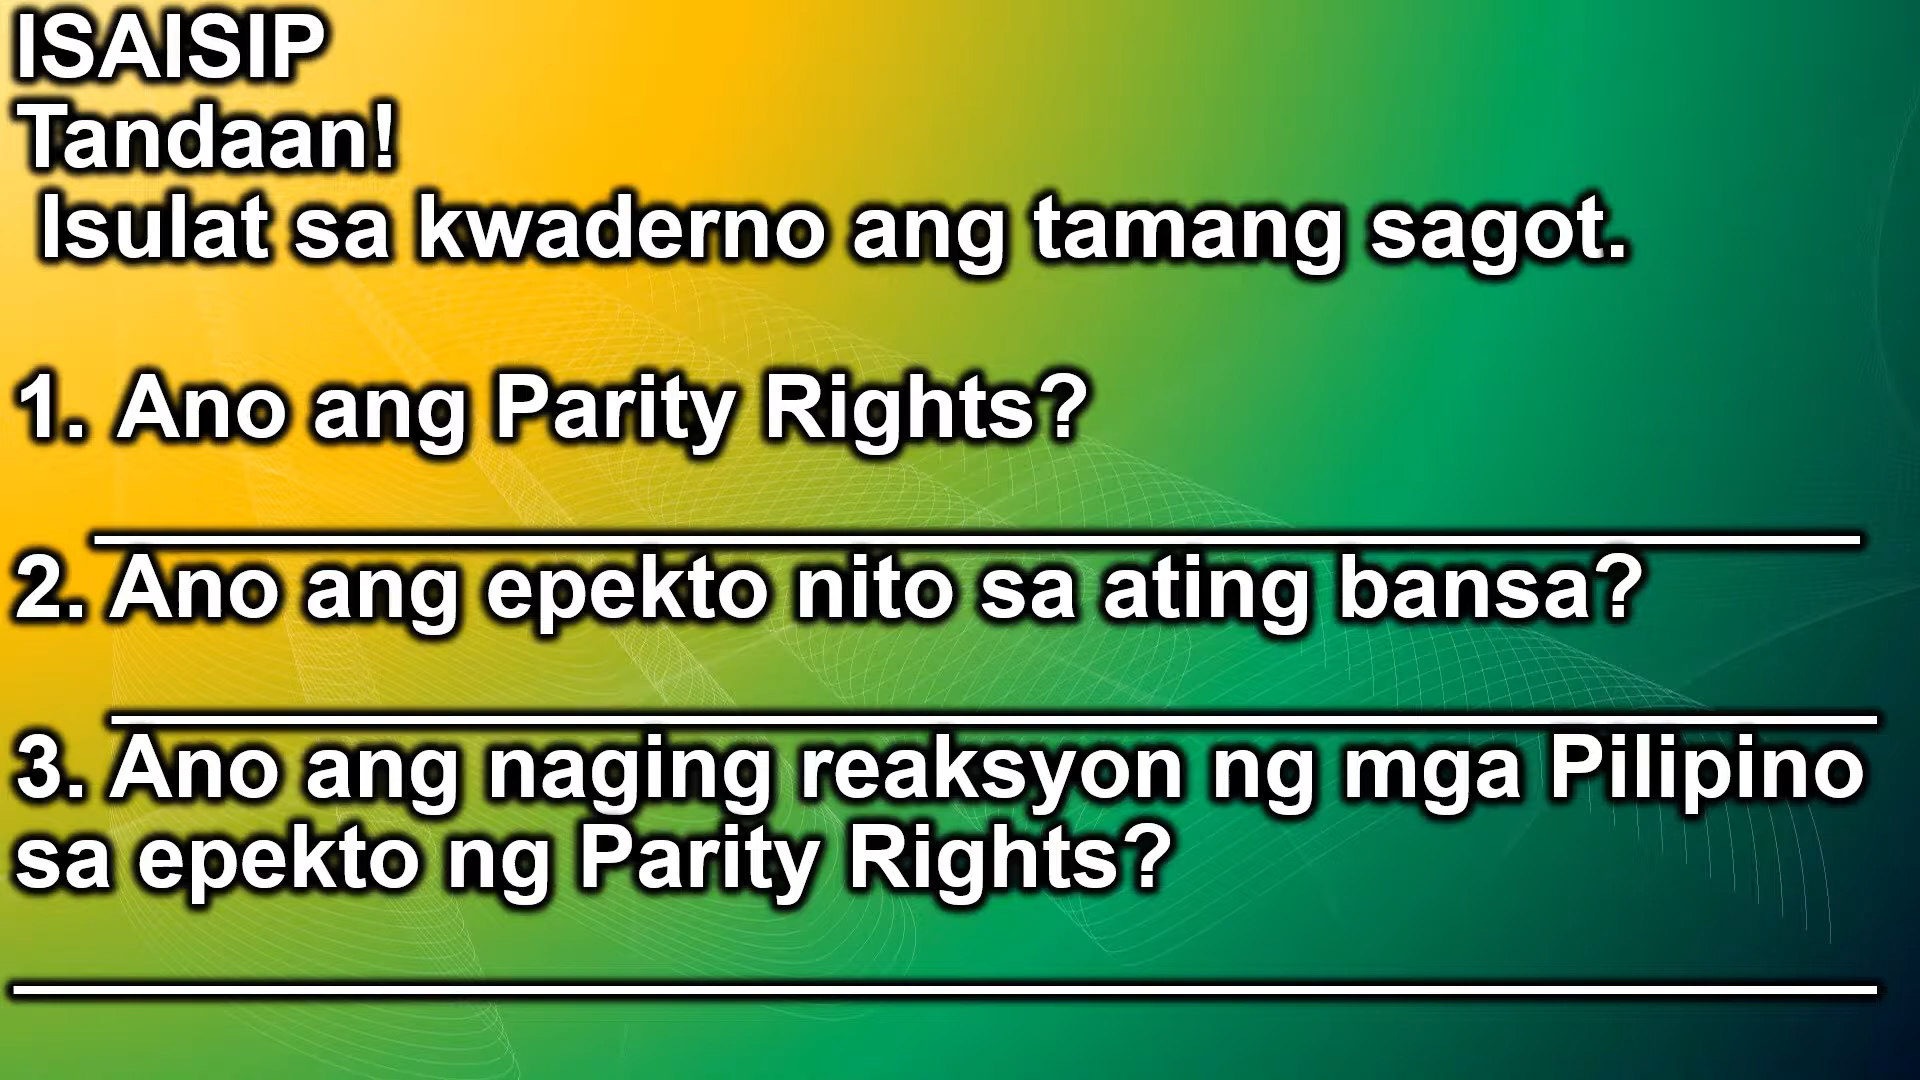 ISAISIP
Tandaan!
Isulat sa kwaderno ang tamang sagot.
1. Ano ang Parity Rights?
2. Ano ang epekto nito sa ating bansa?
3. Ano ang naging reaksyon ng mga Pilipino
sa epekto ng Parity Rights?